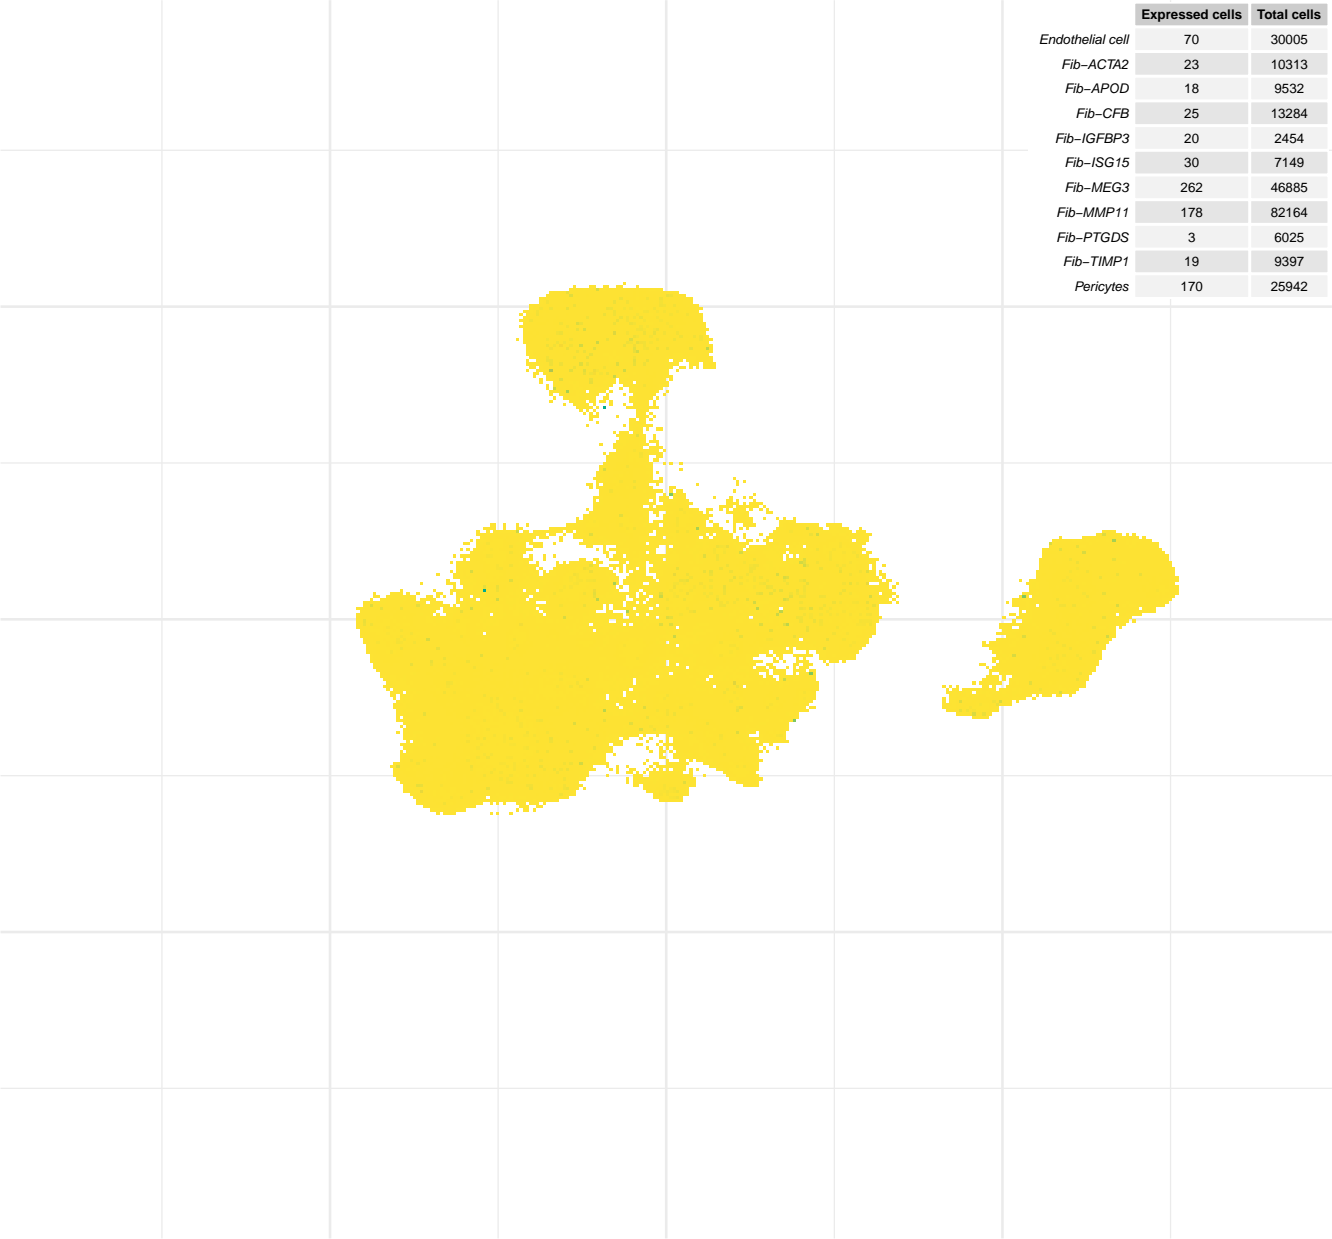 Expressed cells Total cells
Endothelial cell 70 30005
Fib−ACTA2 23 10313
Fib−APOD 18 9532
Fib−CFB 25 13284
Fib−IGFBP3 20 2454
Fib−ISG15 30 7149
Fib−MEG3 262 46885
Fib−MMP11 178 82164
Fib−PTGDS 3 6025
Fib−TIMP1 19 9397
Pericytes 170 25942